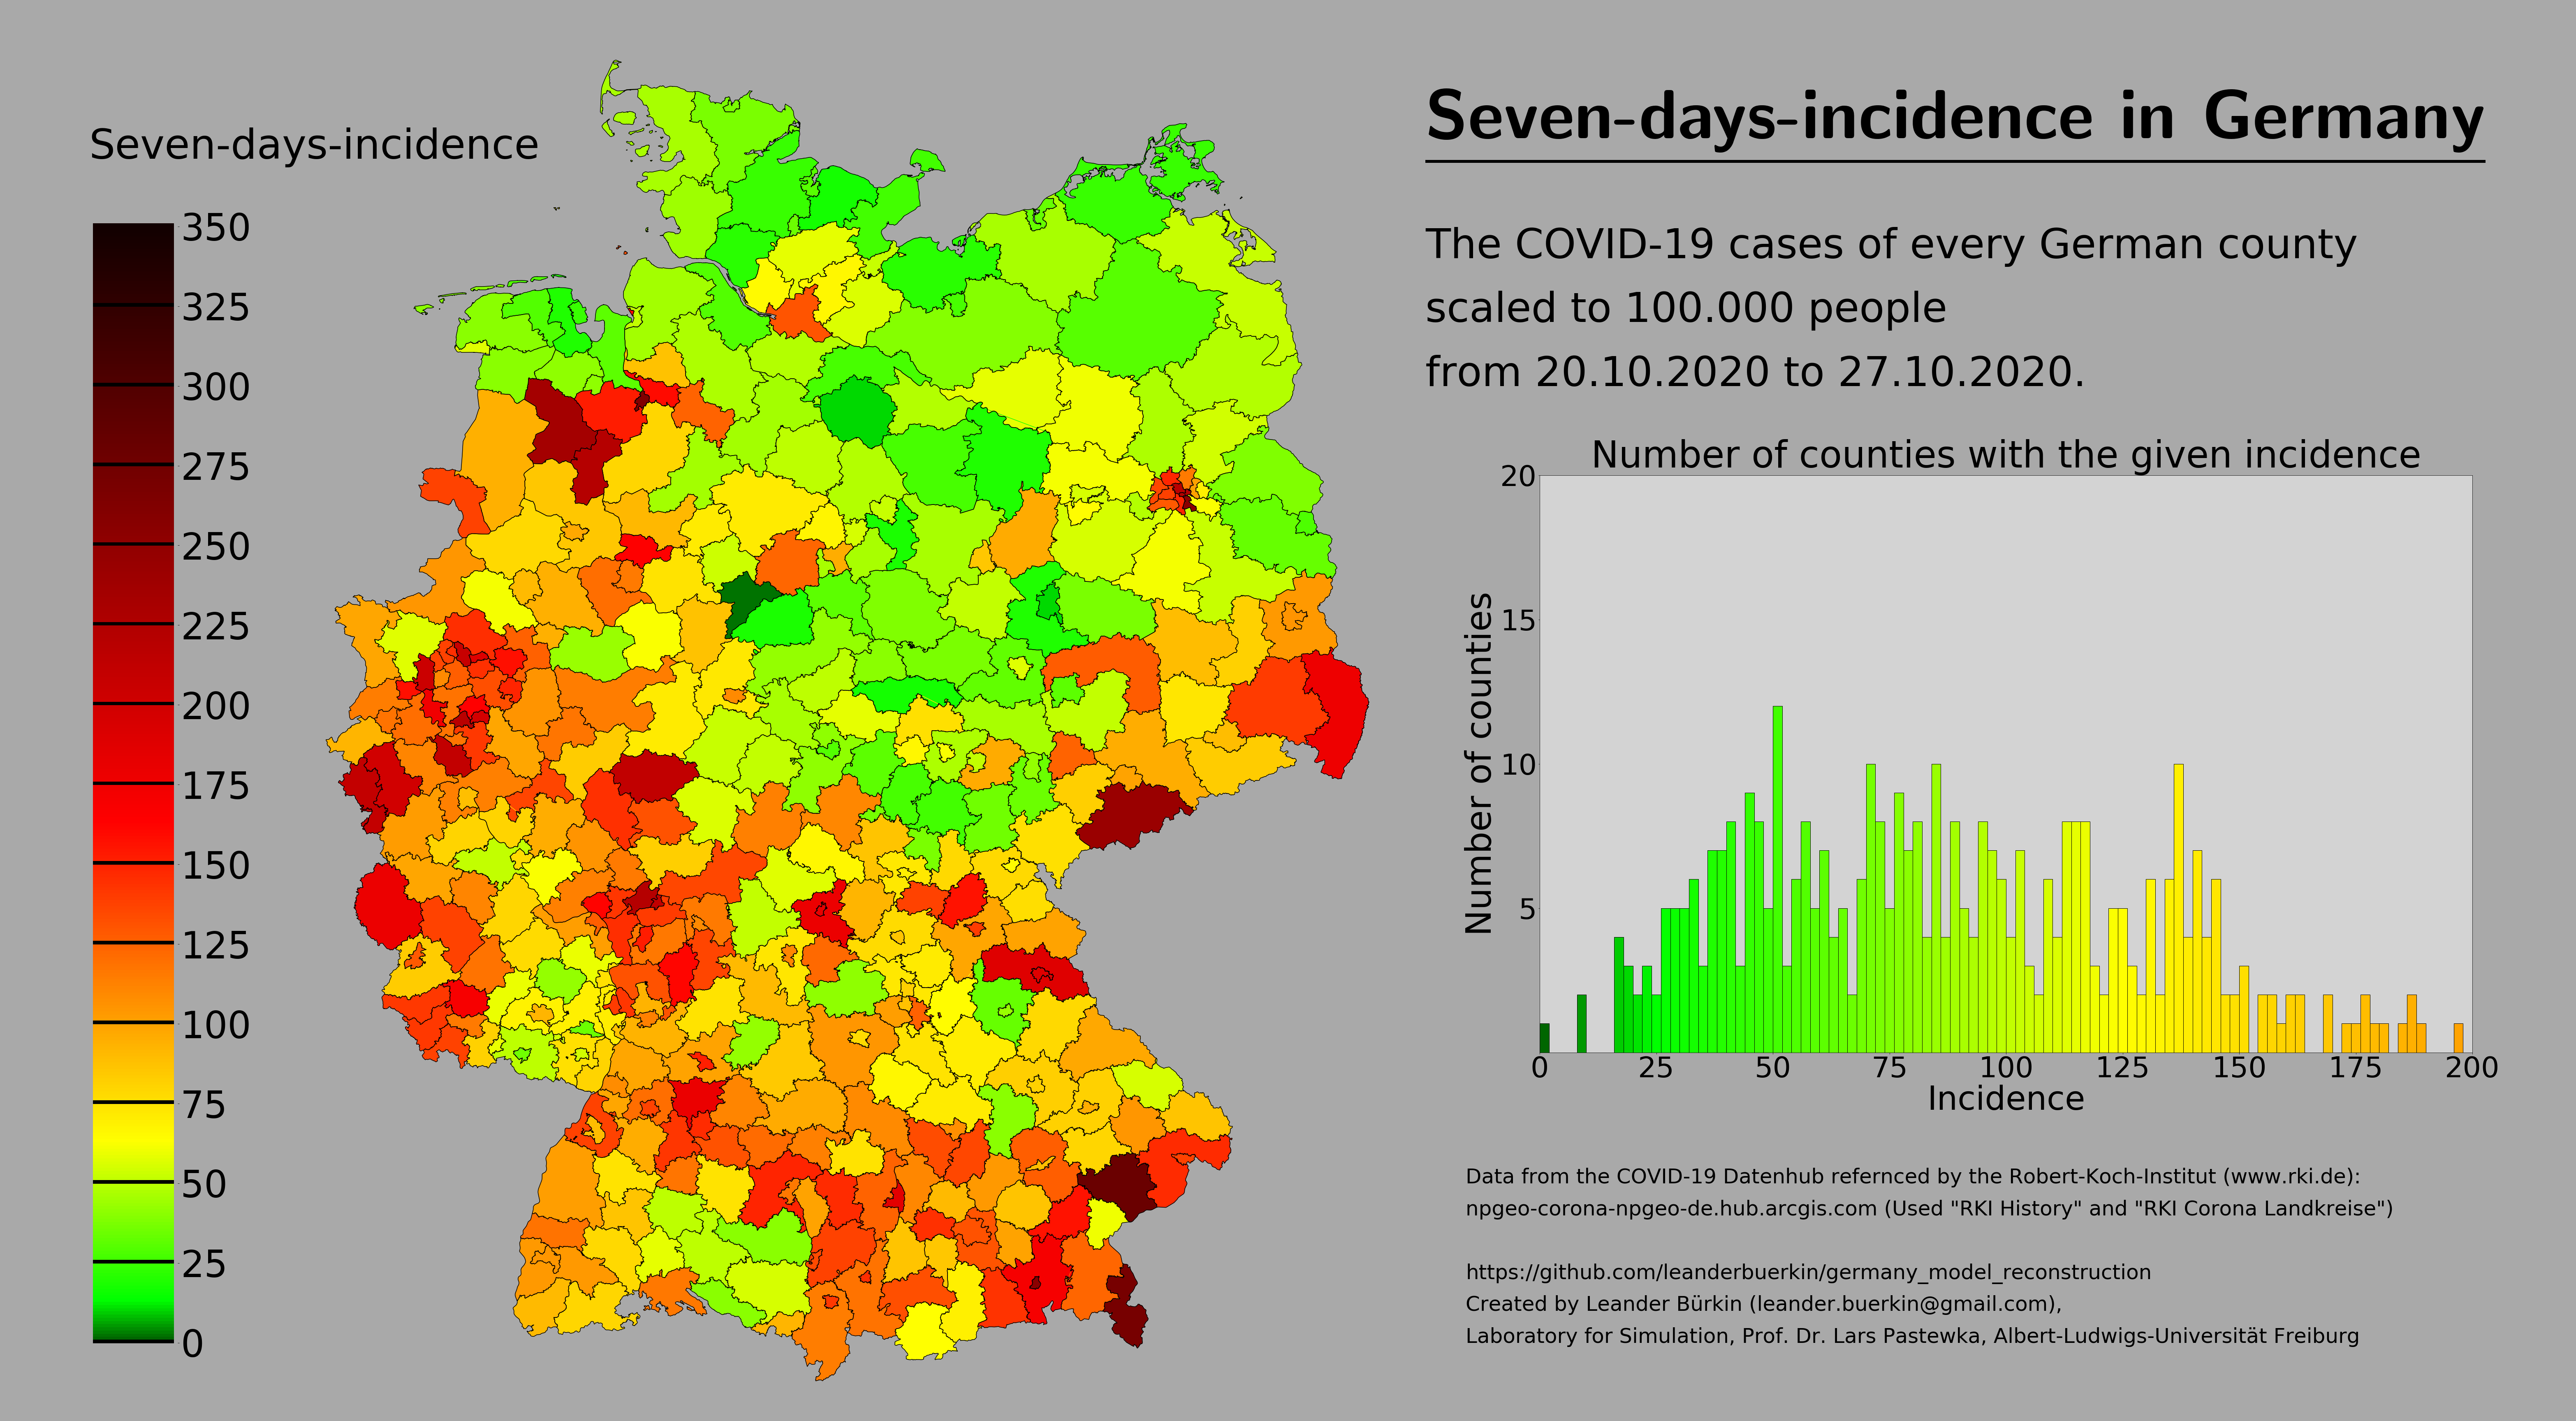 Seven-days-incidence in Germany
Seven-days-incidence
350
325
300
275
250
225
200
175
150
125
100
75
50
25
0
The COVID-19 cases of every German county
scaled to 100.000 people
from 20.10.2020 to 27.10.2020.
Number of counties with the given incidence
20
15
10
5
Number of counties
0 25 50 75 100 125 150 175 200
Incidence
Data from the COVID-19 Datenhub refernced by the Robert-Koch-Institut (www.rki.de):
npgeo-corona-npgeo-de.hub.arcgis.com (Used "RKI History" and "RKI Corona Landkreise")
https://github.com/leanderbuerkin/germany_model_reconstruction
Created by Leander Bürkin (leander.buerkin@gmail.com),
Laboratory for Simulation, Prof. Dr. Lars Pastewka, Albert-Ludwigs-Universität Freiburg